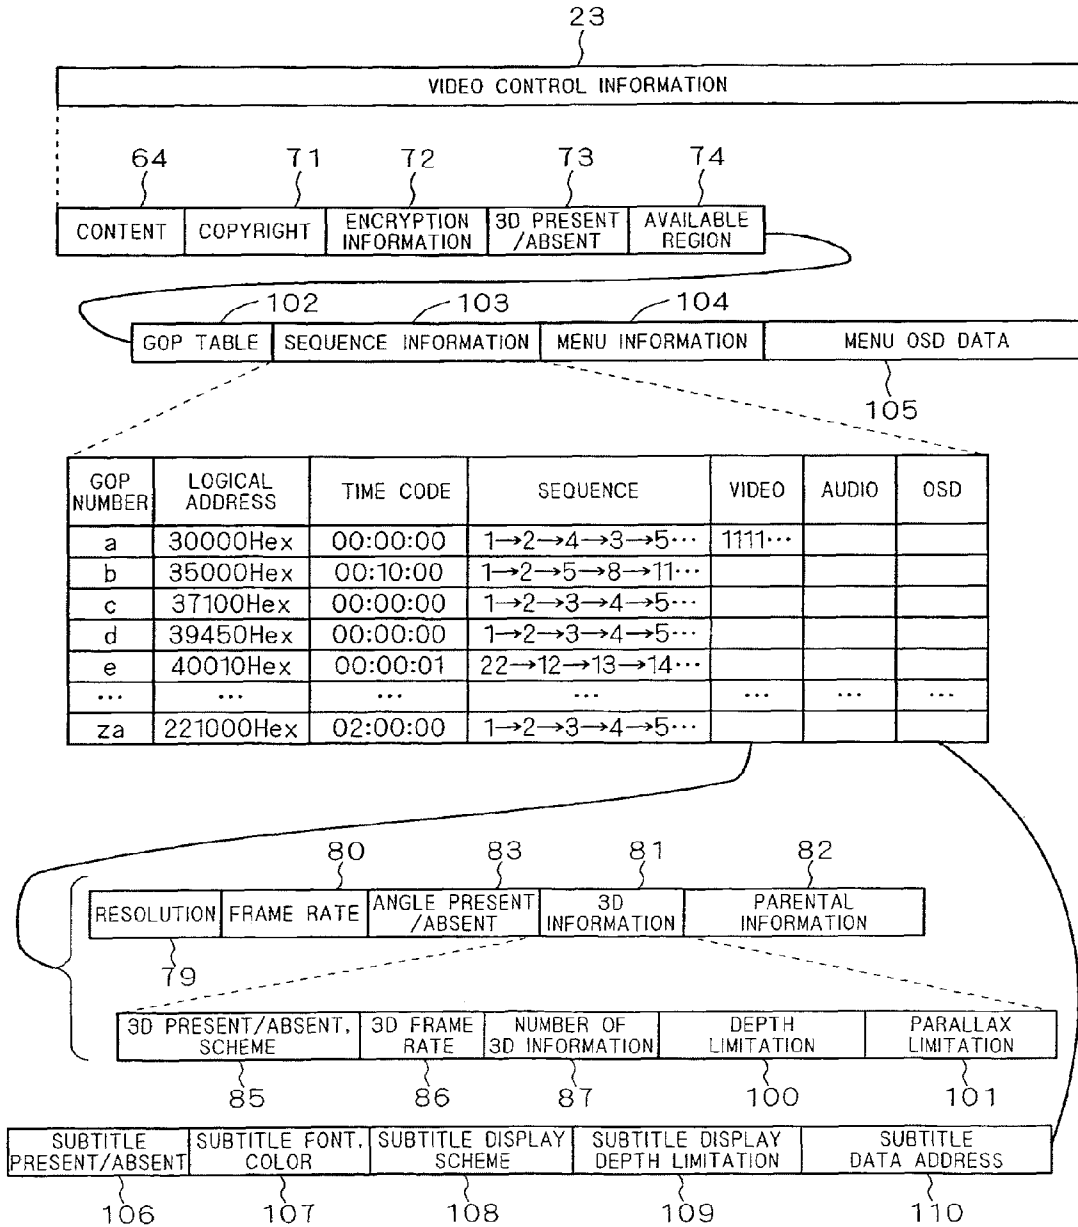 23
VIDEO CONTROL INFORMATION
64 71 72 73 74
CONTENT COPYRIGHT ENCRYPTION INFORMATION 3D PRESENT /ABSENT AVAILABLE REGION
102 103 104
GOP TABLE SEQUENCE INFORMATION MENU INFORMATION MENU OSD DATA
105
GOP NUMBER LOGICAL ADDRESS TIME CODE SEQUENCE VIDEO AUDIO OSD
a 30000Hex 00:00:00 1→2→4→3→5··· 1111···
b 35000Hex 00:10:00 1→2→5→8→11···
c 37100Hex 00:00:00 1→2→3→4→5···
d 39450Hex 00:00:00 1→2→3→4→5···
e 40010Hex 00:00:01 22→12→13→14···
··· ··· ··· ··· ··· ··· ···
za 221000Hex 02:00:00 1→2→3→4→5···
80 83 81 82
RESOLUTION FRAME RATE ANGLE PRESENT /ABSENT 3D INFORMATION PARENTAL INFORMATION
79
3D PRESENT/ABSENT, SCHEME 3D FRAME RATE NUMBER OF 3D INFORMATION DEPTH LIMITATION PARALLAX LIMITATION
85 86 87 100 101
SUBTITLE PRESENT/ABSENT SUBTITLE FONT, COLOR SUBTITLE DISPLAY SCHEME SUBTITLE DISPLAY DEPTH LIMITATION SUBTITLE DATA ADDRESS
106 107 108 109 110